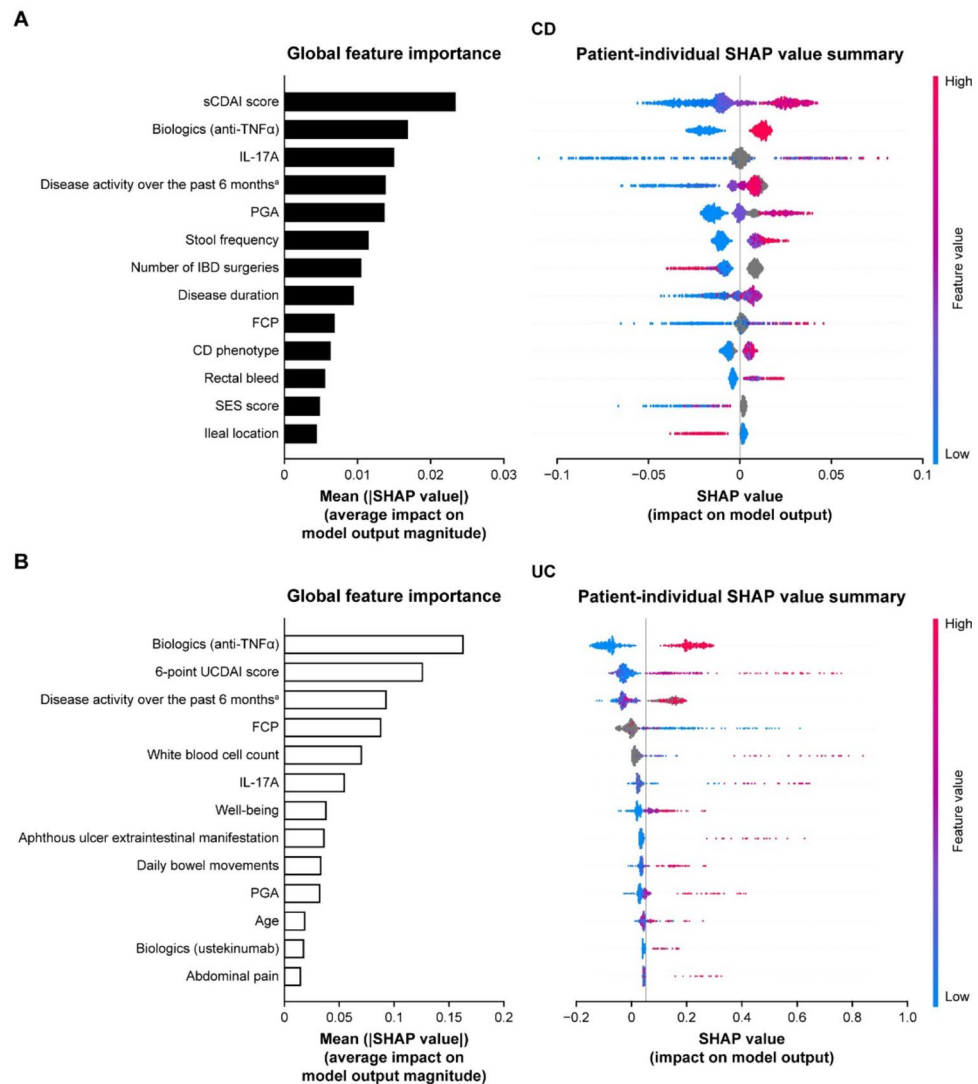 A
Global feature importance
sCDAI score
Biologics (anti-TNFα)
IL-17A
Disease activity over the past 6 monthsᵃ
PGA
Stool frequency
Number of IBD surgeries
Disease duration
FCP
CD phenotype
Rectal bleed
SES score
Ileal location
0 0.01 0.02 0.03
Mean (|SHAP value|)
(average impact on
model output magnitude)
CD
Patient-individual SHAP value summary
High
Feature value
Low
−0.1 −0.05 0 0.05 0.1
SHAP value
(impact on model output)
B
Global feature importance
Biologics (anti-TNFα)
6-point UCDAI score
Disease activity over the past 6 monthsᵃ
FCP
White blood cell count
IL-17A
Well-being
Aphthous ulcer extraintestinal manifestation
Daily bowel movements
PGA
Age
Biologics (ustekinumab)
Abdominal pain
0 0.05 0.1 0.15 0.2
Mean (|SHAP value|)
(average impact on
model output magnitude)
UC
Patient-individual SHAP value summary
High
Feature value
Low
−0.2 0 0.2 0.4 0.6 0.8 1.0
SHAP value
(impact on model output)